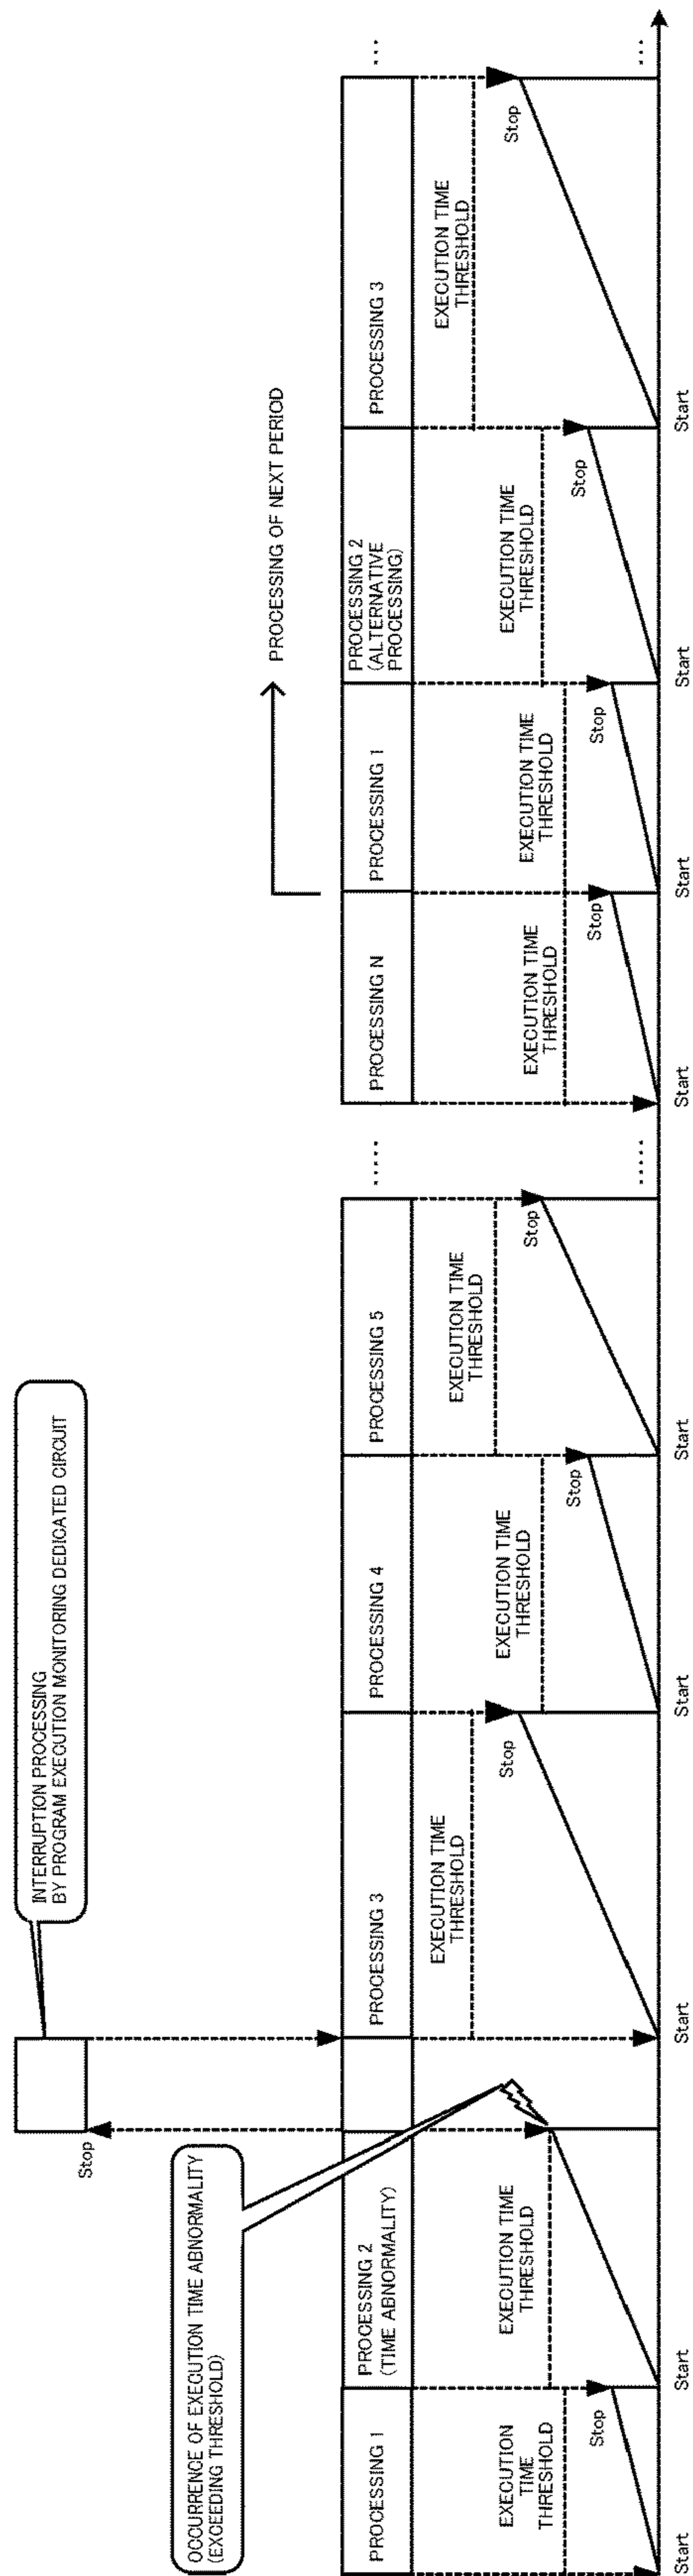 INTERRUPTION PROCESSING
BY PROGRAM EXECUTION MONITORING DEDICATED CIRCUIT
Stop
OCCURRENCE OF EXECUTION TIME ABNORMALITY
(EXCEEDING THRESHOLD)
PROCESSING OF NEXT PERIOD
PROCESSING 1
PROCESSING 2
(TIME ABNORMALITY)
PROCESSING 3
PROCESSING 4
PROCESSING 5
.....
PROCESSING N
PROCESSING 1
PROCESSING 2
(ALTERNATIVE
PROCESSING)
PROCESSING 3
...
EXECUTION
TIME
THRESHOLD
EXECUTION TIME
THRESHOLD
EXECUTION TIME
THRESHOLD
EXECUTION TIME
THRESHOLD
EXECUTION TIME
THRESHOLD
EXECUTION TIME
THRESHOLD
EXECUTION TIME
THRESHOLD
EXECUTION TIME
THRESHOLD
EXECUTION TIME
THRESHOLD
Stop
Stop
Stop
Stop
Stop
Stop
Stop
Stop
.....
...
Start
Start
Start
Start
Start
Start
Start
Start
Start